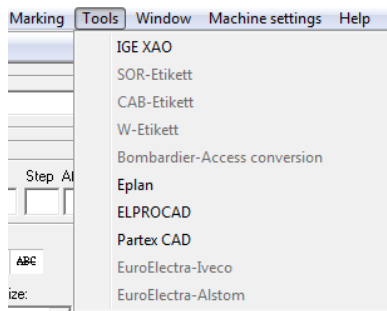 Marking Tools Window Machine settings Help
IGE XAO
SOR-Etikett
CAB-Etikett
W-Etikett
Bombardier-Access conversion
Step
Eplan
ELPROCAD
Partex CAD
ABC
EuroElectra-Iveco
ize:
EuroElectra-Alstom